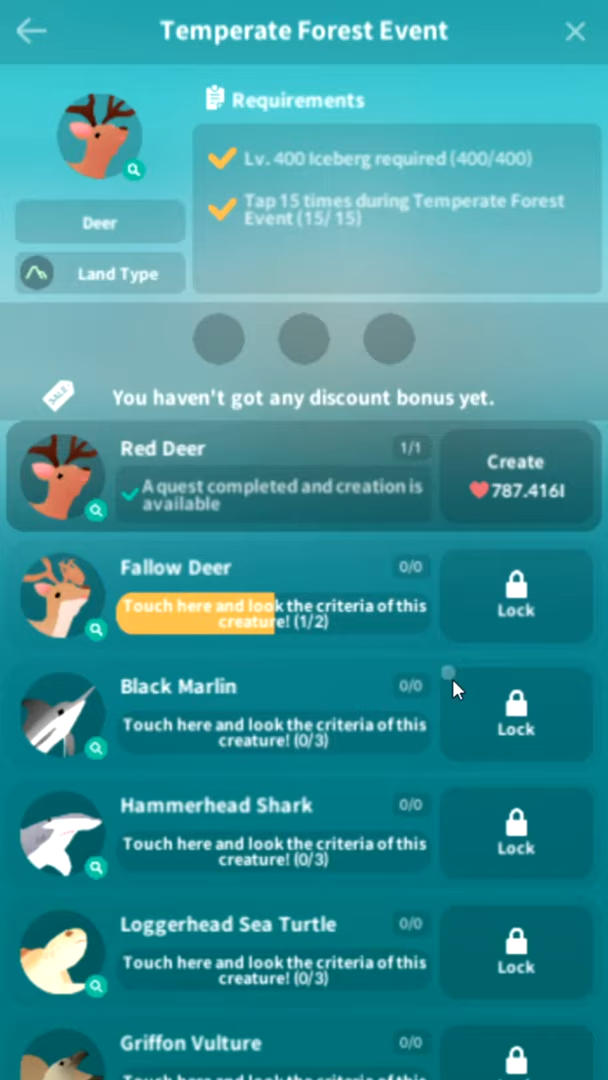 Temperate Forest Event
Requirements
Lv. 400 Iceberg required (400/400)
Tap 15 times during Temperate Forest
Event (15/ 15)
Deer
Land Type
SALE
You haven't got any discount bonus yet.
Red Deer
1/1
A quest completed and creation is
available
Create
787.416I
Fallow Deer
0/0
Touch here and look the criteria of this
creature! (1/2)
Lock
Black Marlin
0/0
Touch here and look the criteria of this
creature! (0/3)
Lock
Hammerhead Shark
0/0
Touch here and look the criteria of this
creature! (0/3)
Lock
Loggerhead Sea Turtle
0/0
Touch here and look the criteria of this
creature! (0/3)
Lock
Griffon Vulture
0/0